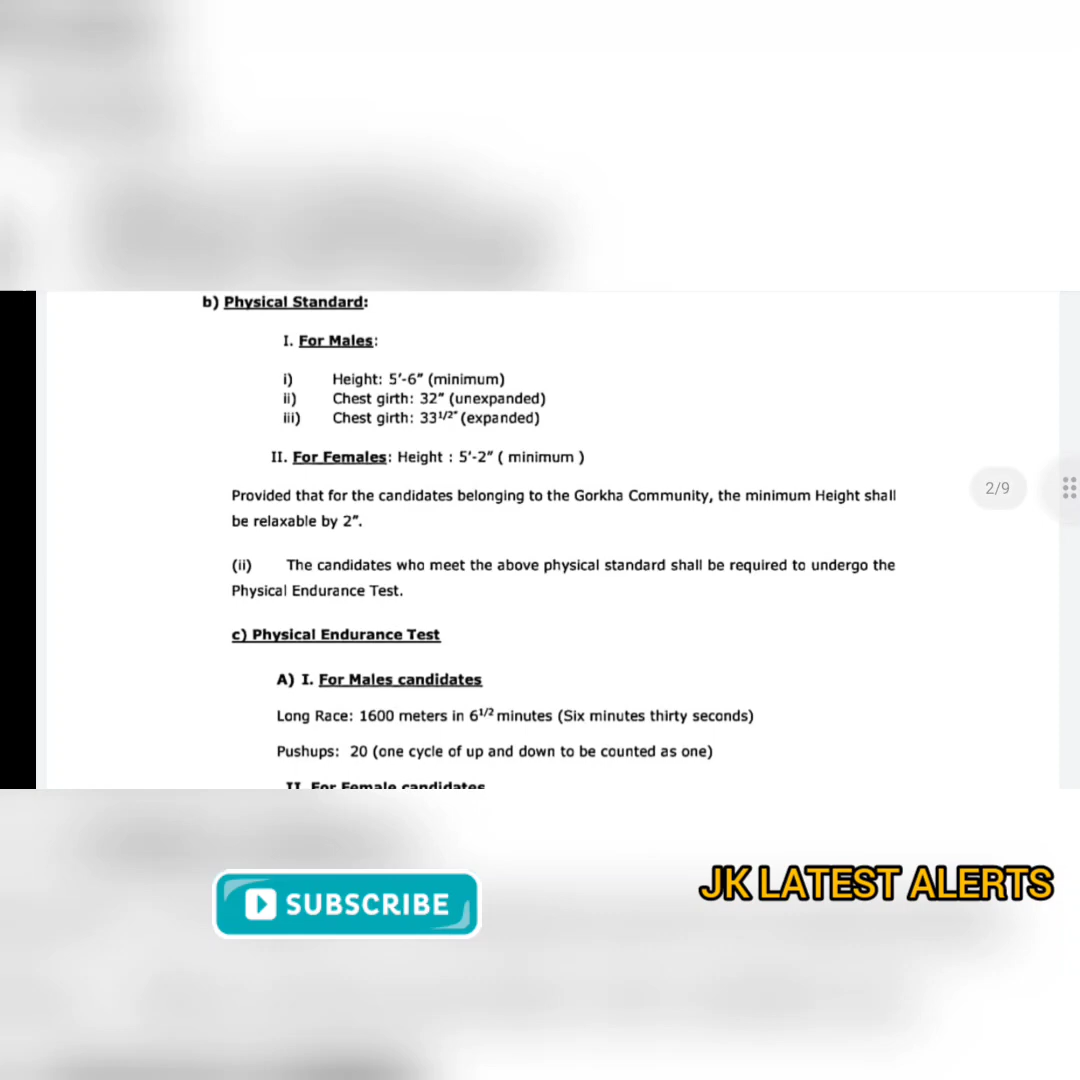 b) Physical Standard:
I. For Males:
i) Height: 5'-6" (minimum)
ii) Chest girth: 32" (unexpanded)
iii) Chest girth: 33 1/2" (expanded)
II. For Females: Height : 5'-2" ( minimum )
Provided that for the candidates belonging to the Gorkha Community, the minimum Height shall
be relaxable by 2".
2/9
(ii) The candidates who meet the above physical standard shall be required to undergo the
Physical Endurance Test.
c) Physical Endurance Test
A) I. For Males candidates
Long Race: 1600 meters in 6 1/2 minutes (Six minutes thirty seconds)
Pushups: 20 (one cycle of up and down to be counted as one)
II. For Female candidates
SUBSCRIBE
JK LATEST ALERTS